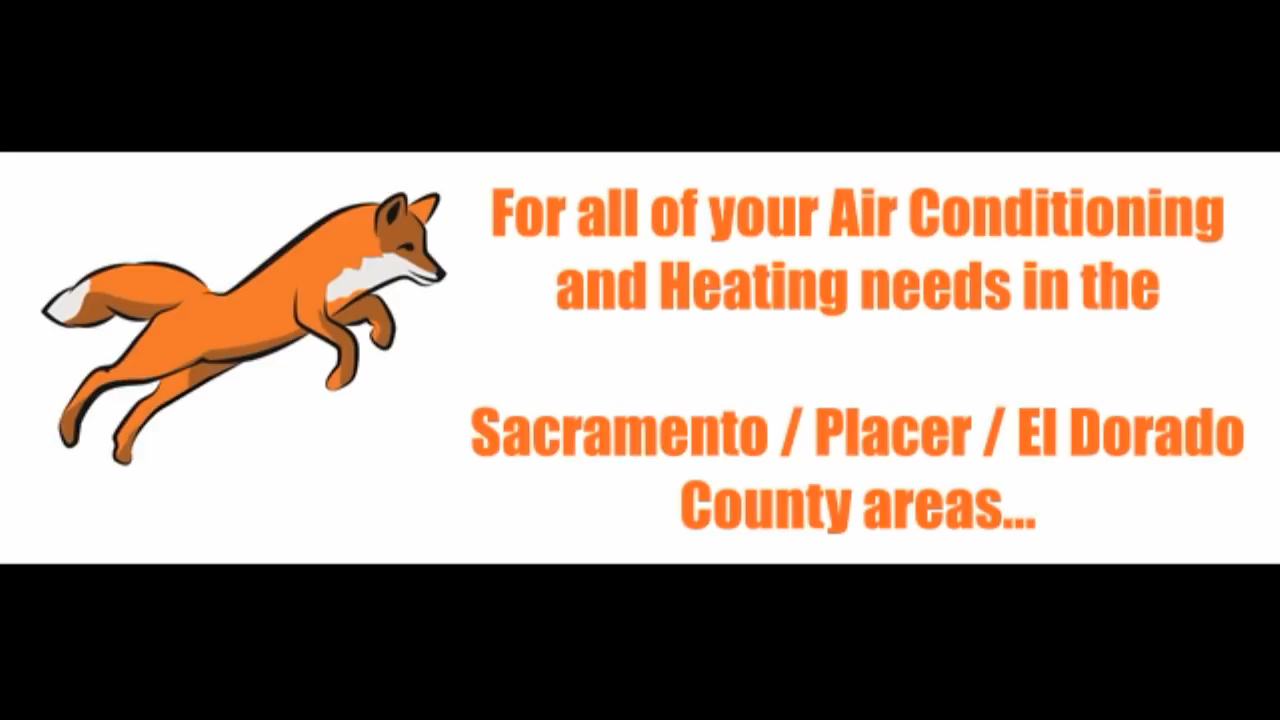 For all of your Air Conditioning
and Heating needs in the
Sacramento / Placer / El Dorado
County areas...